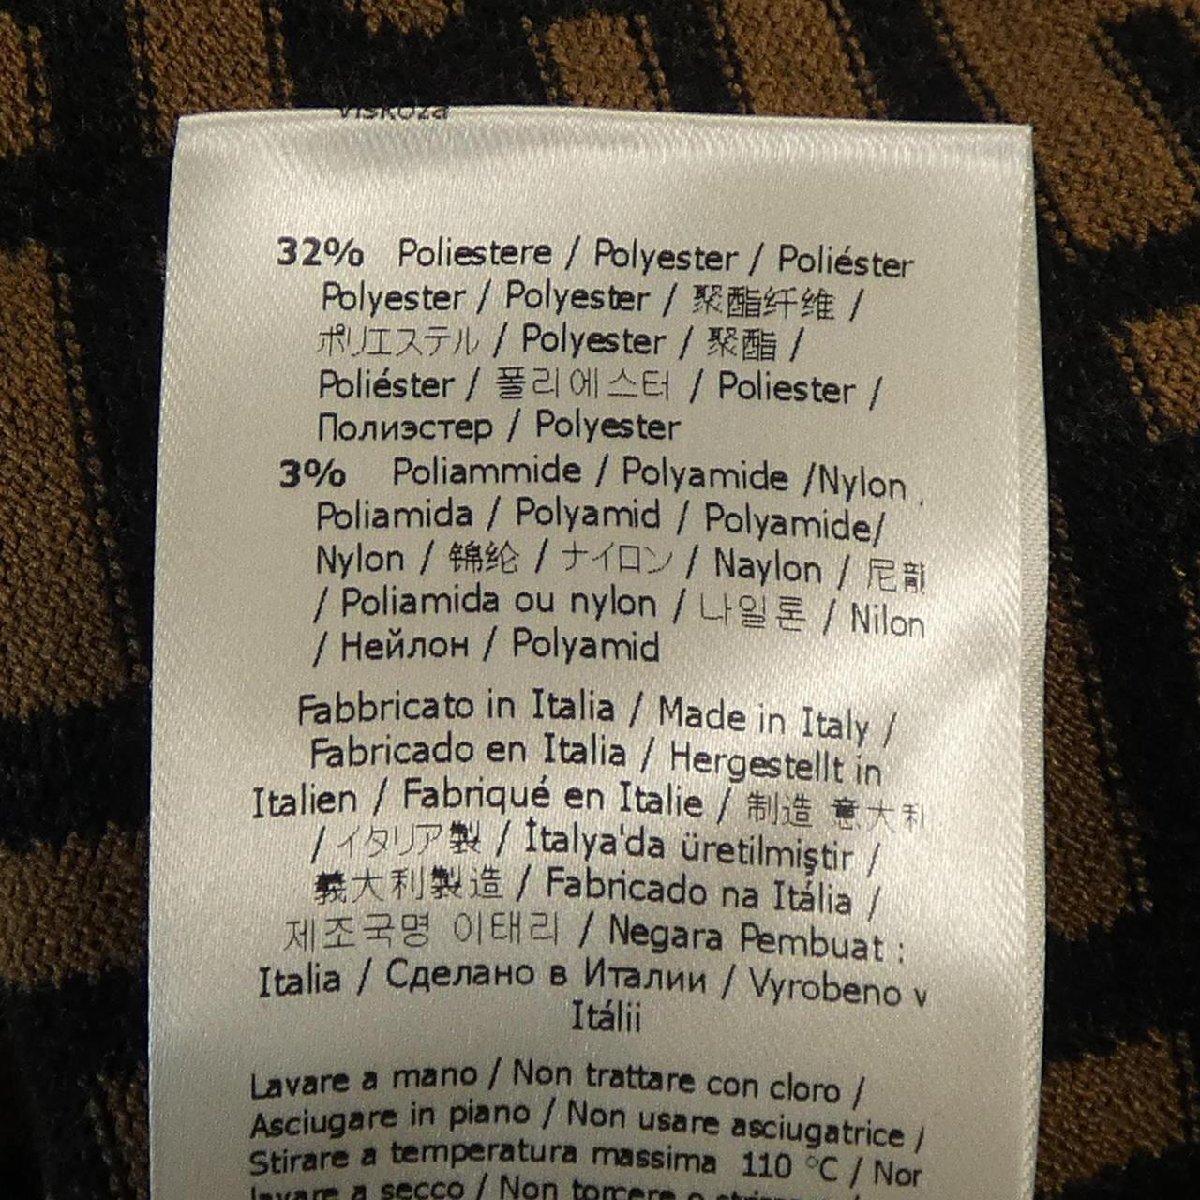 viskóza
32% Poliestere / Polyester / Poliéster
Polyester / Polyester / 聚酯纤维 /
ポリエステル / Polyester / 聚酯 /
Poliéster / 폴리에스터 / Poliester /
Полиэстер / Polyester
3% Poliammide / Polyamide /Nylon
Poliamida / Polyamid / Polyamide/
Nylon / 锦纶 / ナイロン / Naylon / 尼
/ Poliamida ou nylon / 나일론 / Nilon
/ Нейлон / Polyamid
Fabbricato in Italia / Made in Italy /
Fabricado en Italia / Hergestellt in
Italien / Fabriqué en Italie / 制造 意大利
/ イタリア製 / İtalya'da üretilmiştir /
義大利製造 / Fabricado na Itália /
제조국명 이태리 / Negara Pembuat :
Italia / Сделано в Италии / Vyrobeno v
Itálii
Lavare a mano / Non trattare con cloro /
Asciugare in piano / Non usare asciugatrice /
Stirare a temperatura massima 110 °C / Non
lavare a secco / Non torcere o